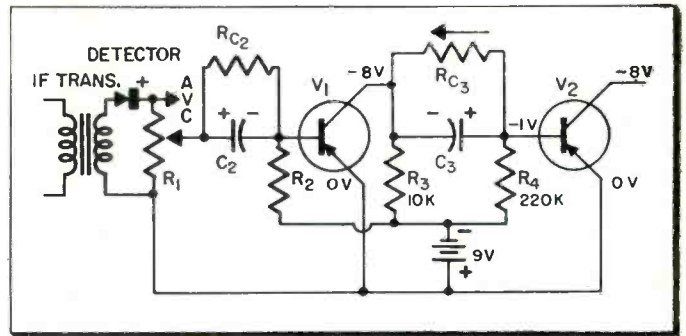 DETECTOR
IF TRANS. +
A
V
C
R1
RC2
+ -
C2
R2
V1
-8V
0V
RC3
- +
C3
-1V
R3
10K
R4
220K
V2
-8V
0V
-
9V
+